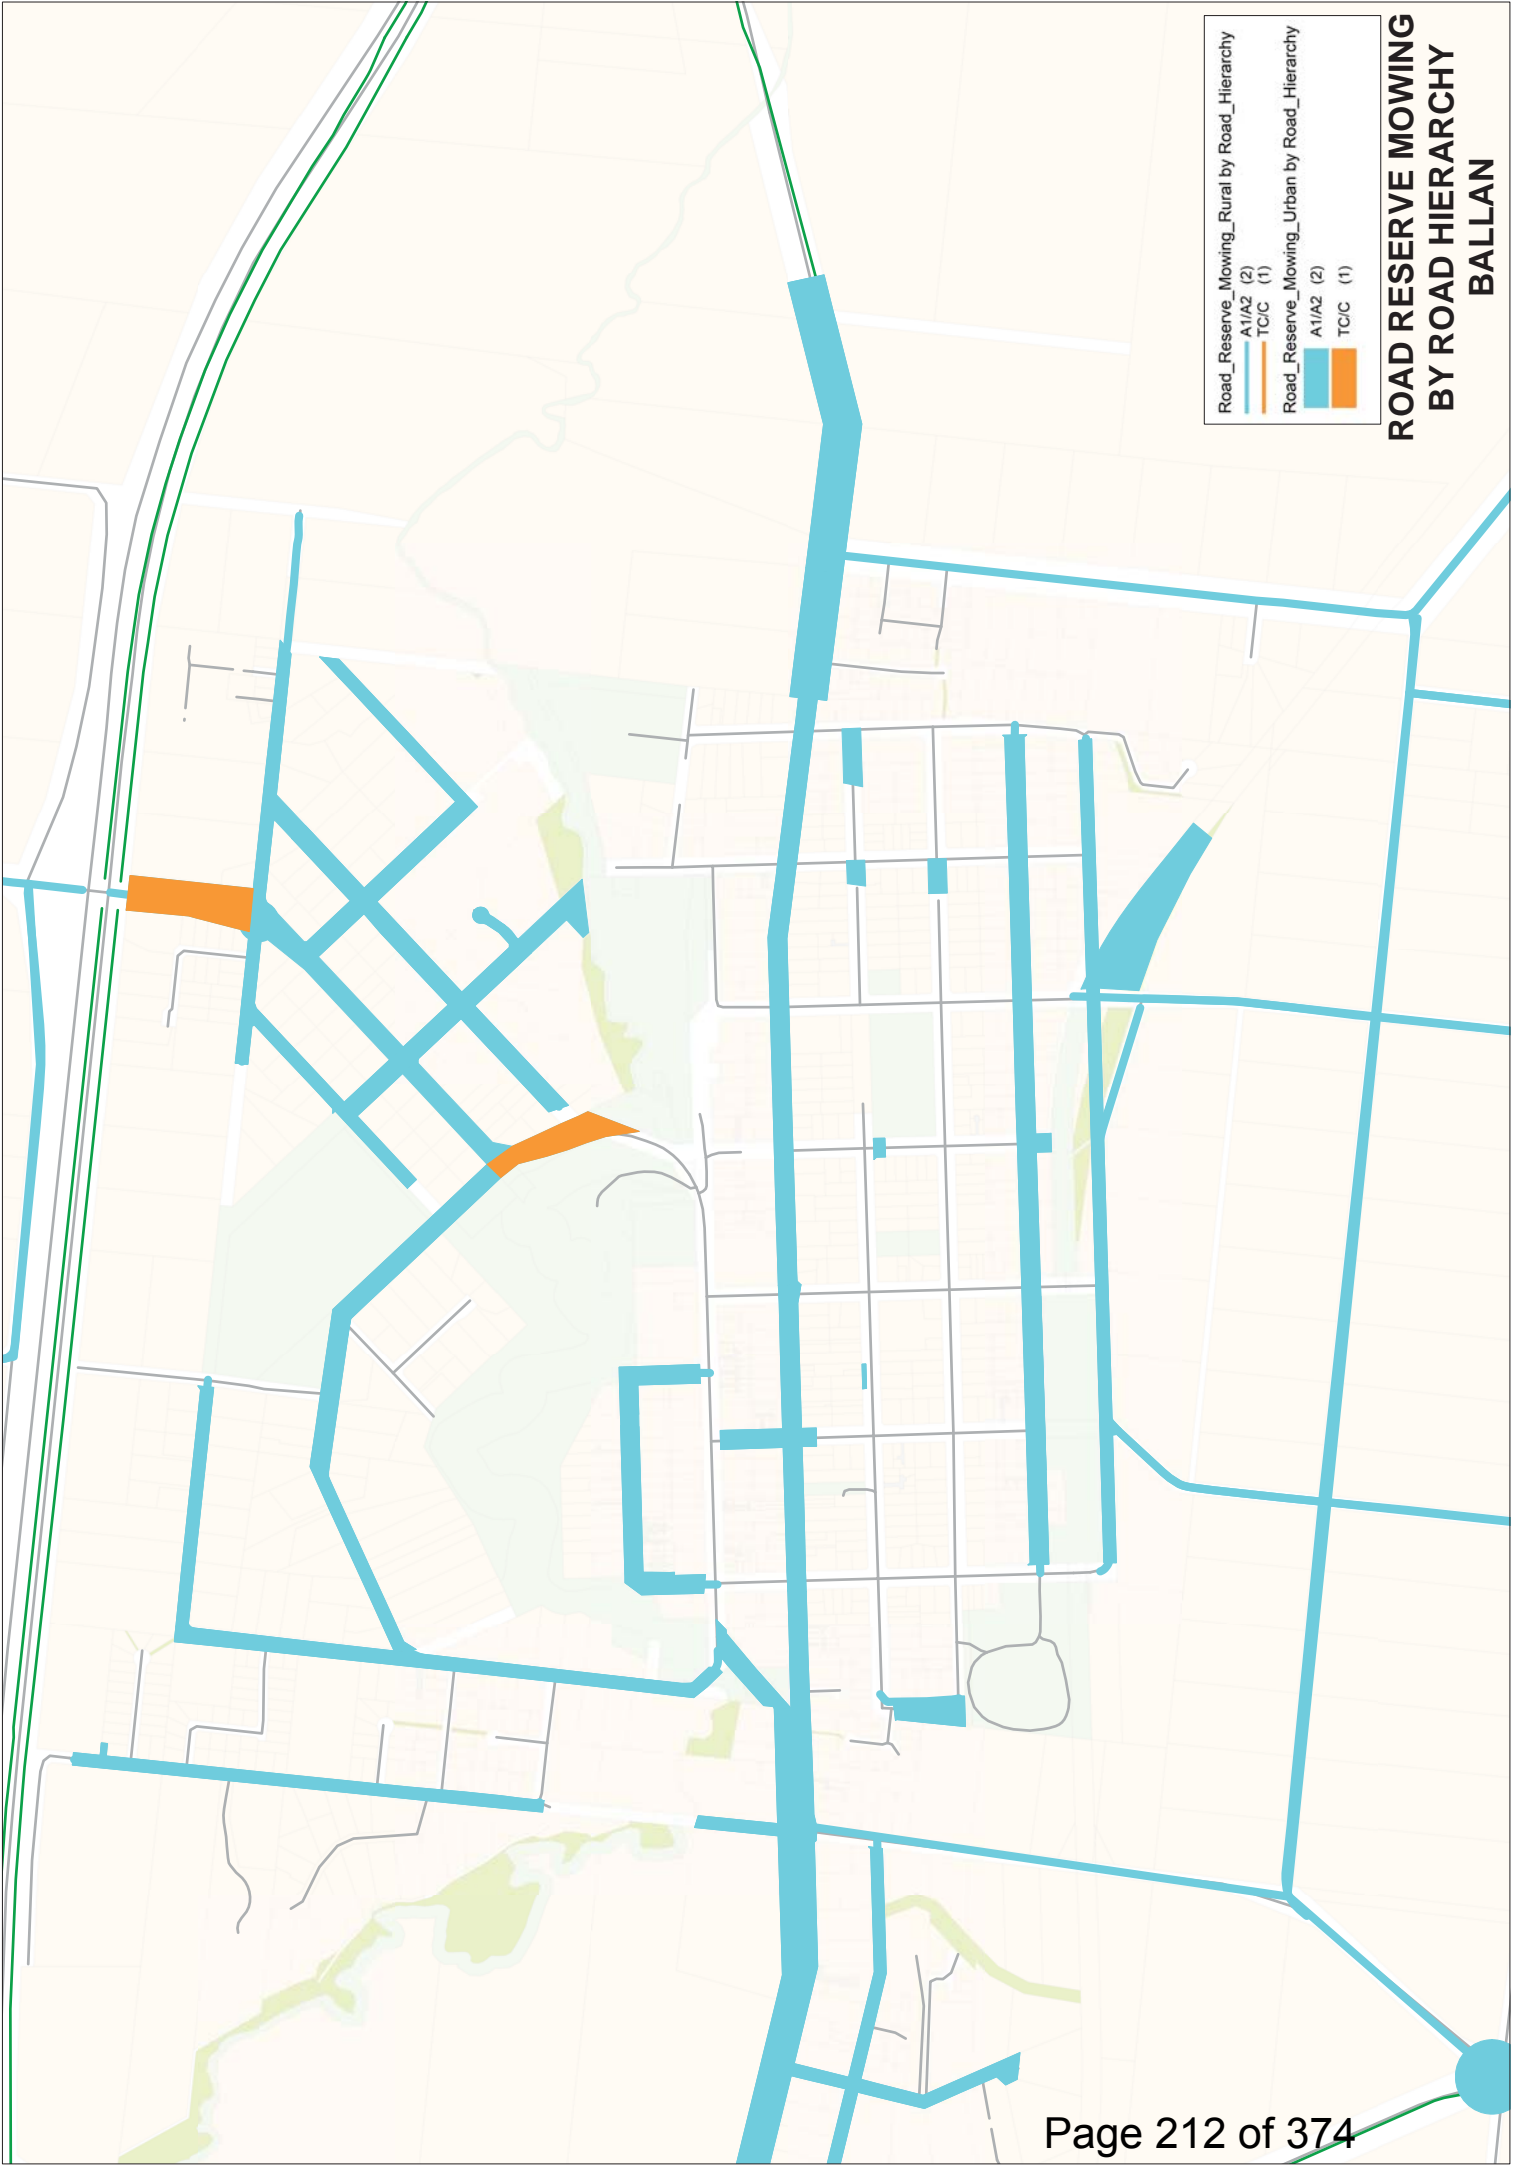 Road_Reserve_Mowing_Rural by Road_Hierarchy
A1/A2 (2)
TC/C (1)
Road_Reserve_Mowing_Urban by Road_Hierarchy
A1/A2 (2)
TC/C (1)
ROAD RESERVE MOWING
BY ROAD HIERARCHY
BALLAN
Page 212 of 374